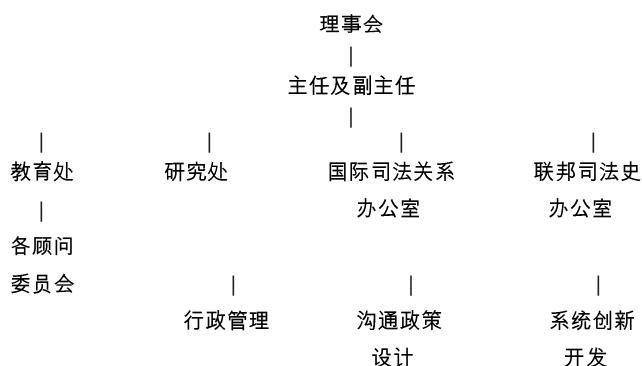 理事会
主任及副主任
教育处 研究处 国际司法关系 联邦司法史
办公室 办公室
各顾问
委员会
行政管理 沟通政策 系统创新
设计 开发